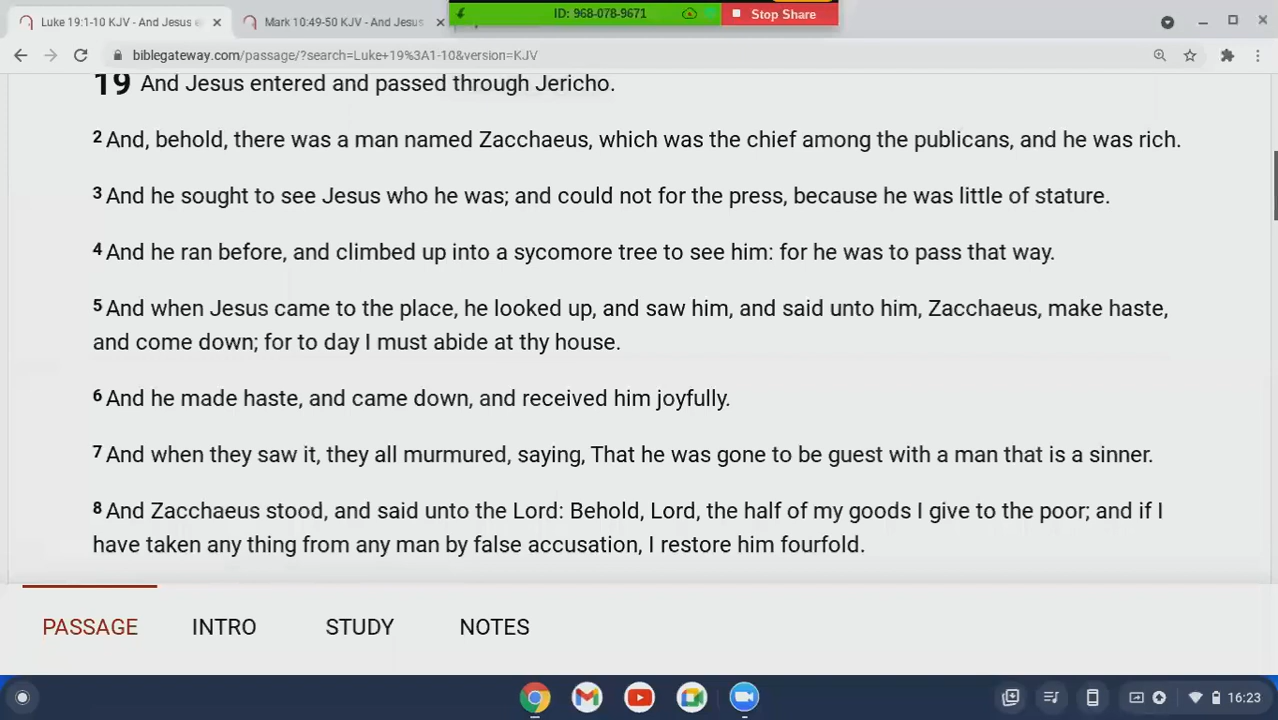 Luke 19:1-10 KJV - And Jesus e
Mark 10:49-50 KJV - And Jesus
ID: 968-078-9671
Stop Share
biblegateway.com/passage/?search=Luke+19%3A1-10&version=KJV
19 And Jesus entered and passed through Jericho.
2 And, behold, there was a man named Zacchaeus, which was the chief among the publicans, and he was rich.
3 And he sought to see Jesus who he was; and could not for the press, because he was little of stature.
4 And he ran before, and climbed up into a sycomore tree to see him: for he was to pass that way.
5 And when Jesus came to the place, he looked up, and saw him, and said unto him, Zacchaeus, make haste,
and come down; for to day I must abide at thy house.
6 And he made haste, and came down, and received him joyfully.
7 And when they saw it, they all murmured, saying, That he was gone to be guest with a man that is a sinner.
8 And Zacchaeus stood, and said unto the Lord: Behold, Lord, the half of my goods I give to the poor; and if I
have taken any thing from any man by false accusation, I restore him fourfold.
PASSAGE INTRO STUDY NOTES
16:23